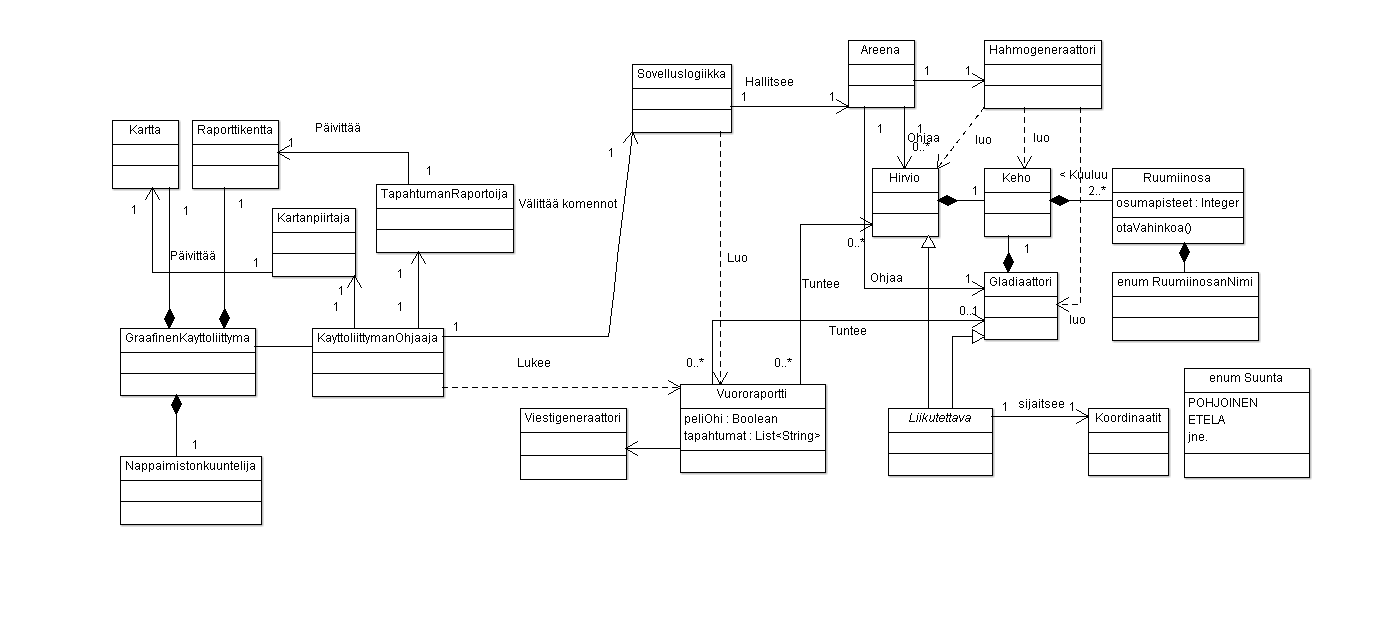 Areena
Hahmogeneraattori
Sovelluslogiikka
Hallitsee
1
1
1
1
Kartta
Raporttikentta
Päivittää
1
1
1
1
Ohjaa
0..*
luo
luo
1
TapahtumanRaportoija
Hirvio
Keho
< Kuuluu
2..*
Ruumiinosa
osumapisteet : Integer
otaVahinkoa()
1
1
1
1
Kartanpiirtaja
Välittää komennot
Päivittää
1
0..*
1
Luo
1
1
1
1
Tuntee
Ohjaa
1
Gladiaattori
enum RuumiinosanNimi
0..1
luo
GraafinenKayttoliittyma
KayttoliittymanOhjaaja
1
Tuntee
Lukee
0..*
0..*
Vuororaportti
peliOhi : Boolean
tapahtumat : List<String>
Viestigeneraattori
Liikutettava
1
sijaitsee
1
Koordinaatit
enum Suunta
POHJOINEN
ETELA
jne.
1
Nappaimistonkuuntelija